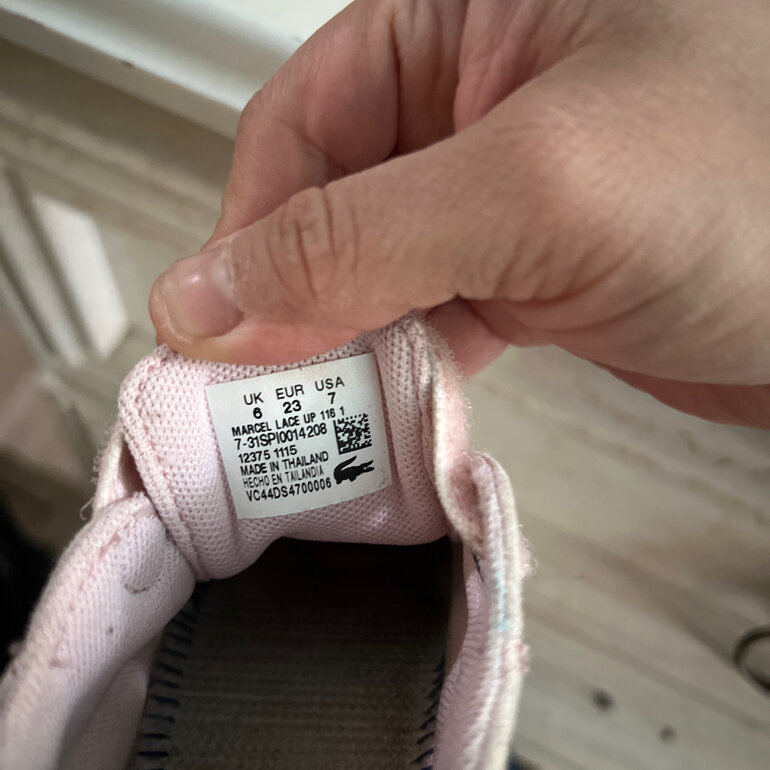 UK EUR USA
6 23 7
MARCEL LACE UP 116 1
7-31SPI0014208
12375 1115
MADE IN THAILAND
HECHO EN TAILANDIA
VC44DS4700006